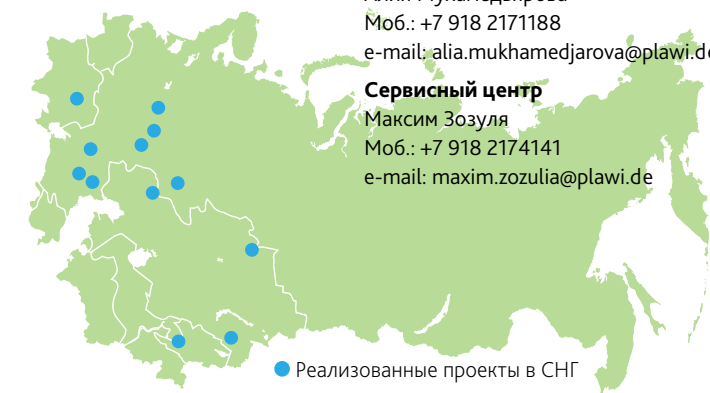 Моб.: +7 918 2171188
e-mail: alia.mukhamedjarova@plawi.d
Сервисный центр
Максим Зозуля
Моб.: +7 918 2174141
e-mail: maxim.zozulia@plawi.de
Реализованные проекты в СНГ